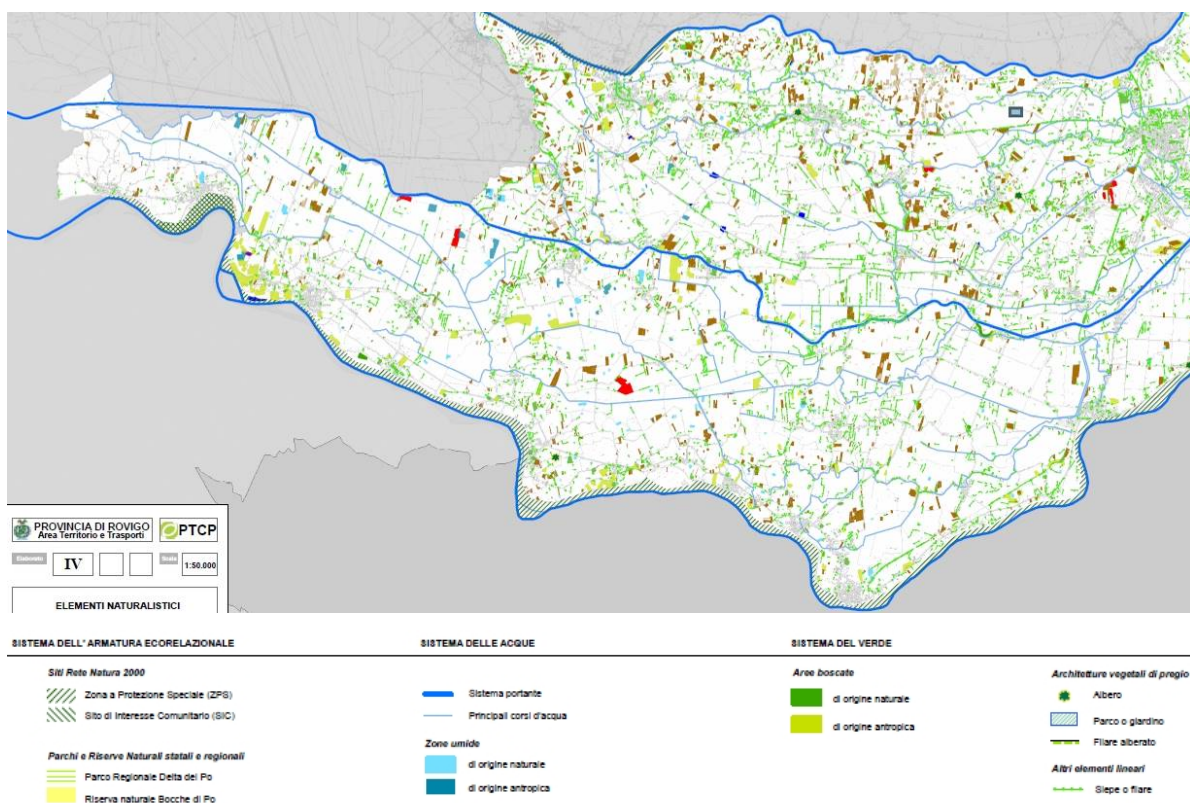 PROVINCIA DI ROVIGO
Area Territorio e Trasporti
PTCP
Elaborato
IV
Scala
1:50.000
ELEMENTI NATURALISTICI
SISTEMA DELL' ARMATURA ECORELAZIONALE
Siti Rete Natura 2000
Zona a Protezione Speciale (ZPS)
Sito di Interesse Comunitario (SIC)
Parchi e Riserve Naturali statali e regionali
Parco Regionale Delta del Po
Riserva naturale Bocche di Po
SISTEMA DELLE ACQUE
Sistema portante
Principali corsi d'acqua
Zone umide
di origine naturale
di origine antropica
SISTEMA DEL VERDE
Aree boscate
di origine naturale
di origine antropica
Architetture vegetali di pregio
Albero
Parco o giardino
Filare alberato
Altri elementi lineari
Siepe o filare